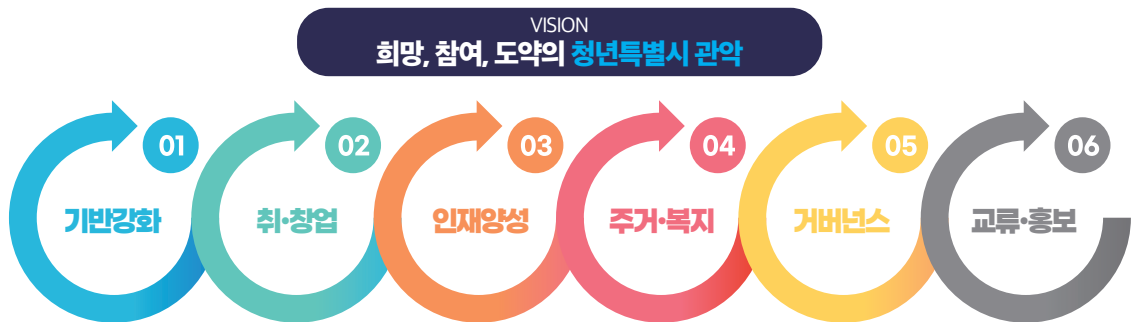 VISION
희망, 참여, 도약의 청년특별시 관악
01
기반강화
02
취·창업
03
인재양성
04
주거·복지
05
거버넌스
06
교류·홍보